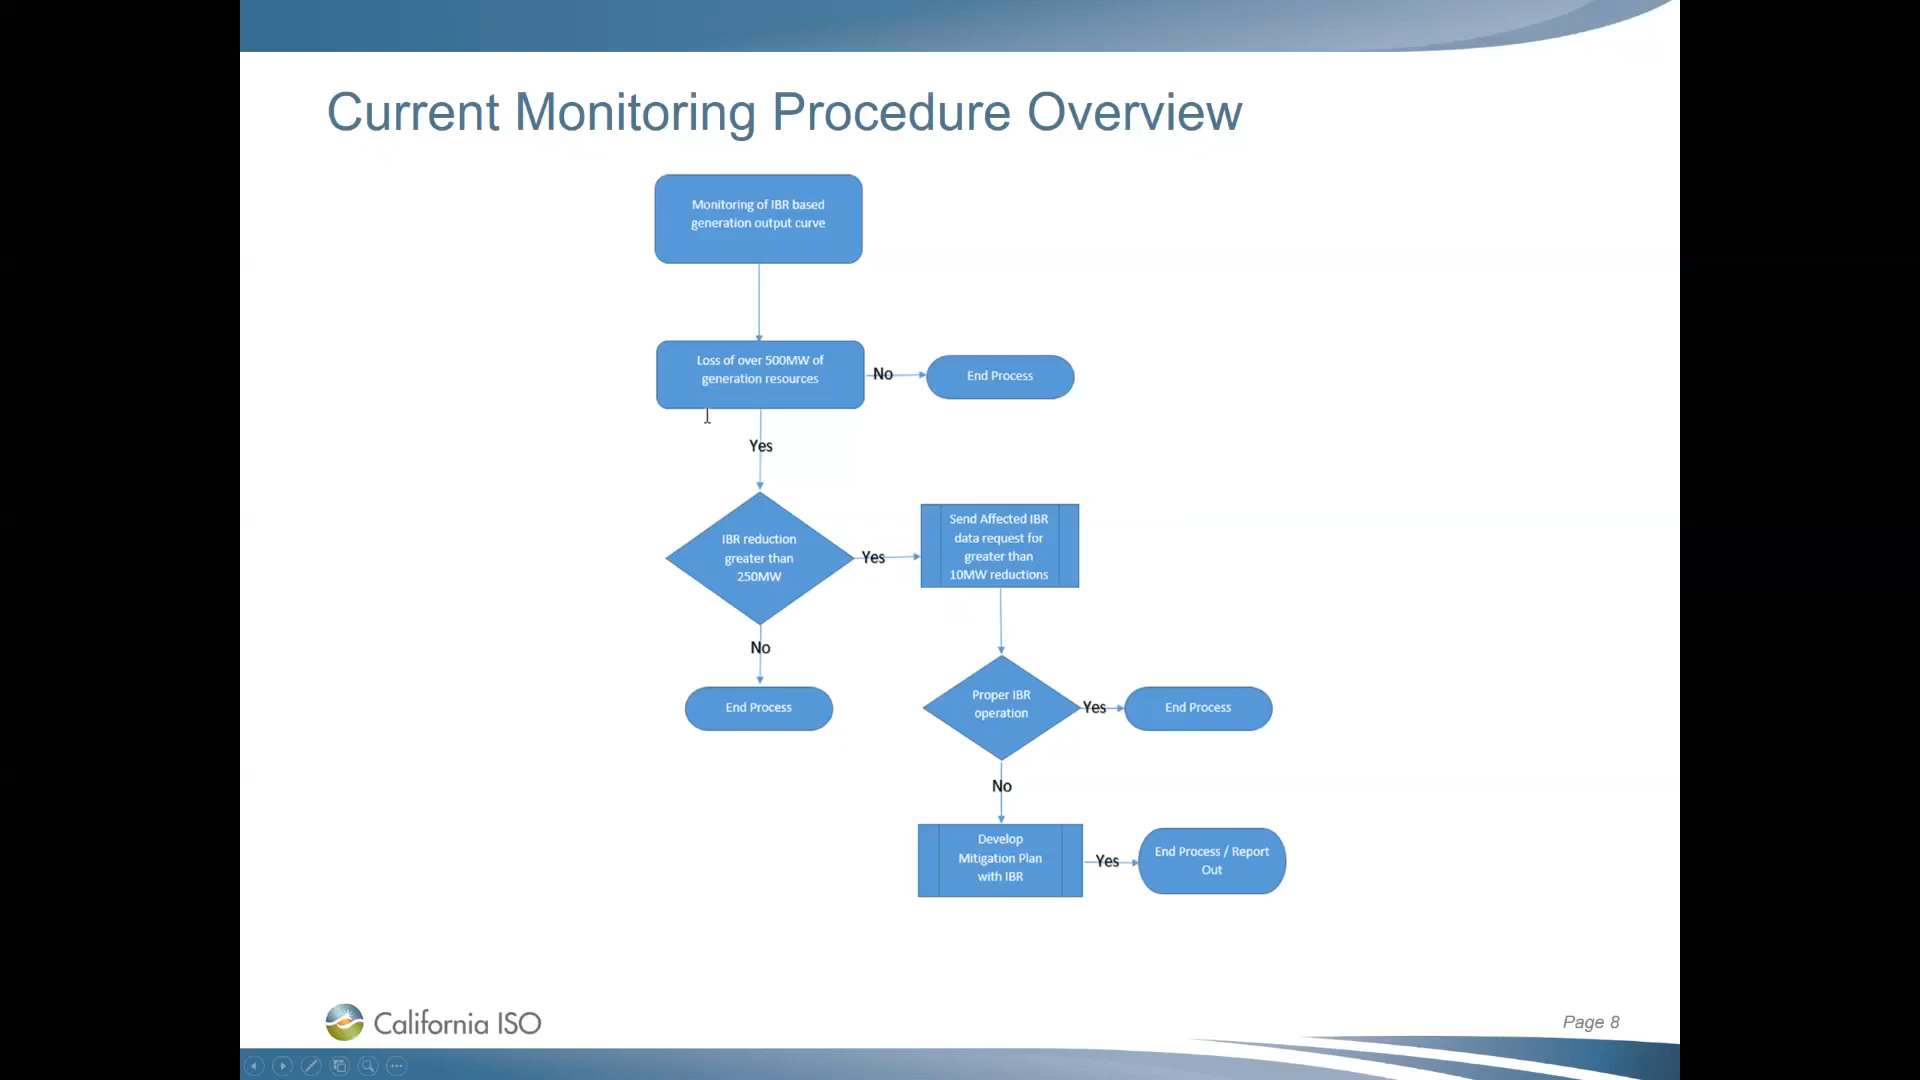 Current Monitoring Procedure Overview
Monitoring of IBR based
generation output curve
Loss of over 500MW of
generation resources
No
End Process
Yes
IBR reduction
greater than
250MW
Yes
Send Affected IBR
data request for
greater than
10MW reductions
No
End Process
Proper IBR
operation
Yes
End Process
No
Develop
Mitigation Plan
with IBR
Yes
End Process / Report
Out
California ISO
Page 8